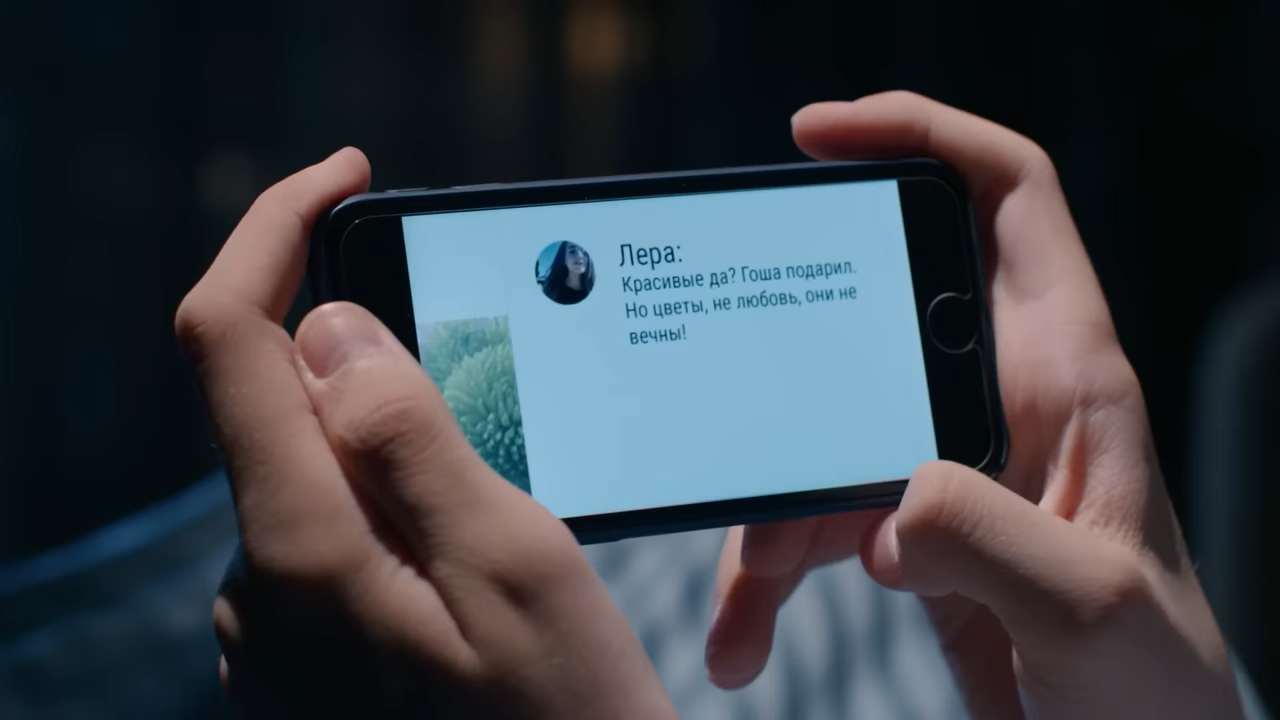 Лера:
Красивые да? Гоша подарил.
Но цветы, не любовь, они не
вечны!